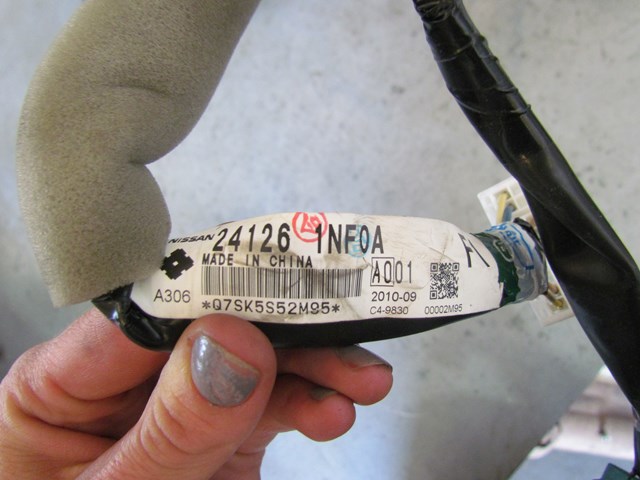 NISSAN 24126 1NF0A
MADE IN CHINA
A001
A306
*Q7SK5S52M95*
2010-09
C4-9830 00002M95